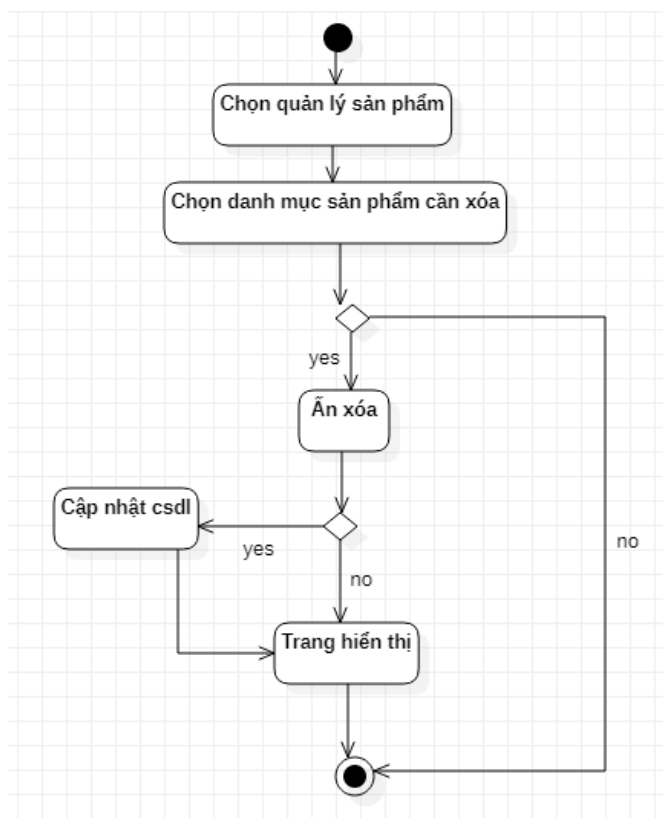 Chọn quản lý sản phẩm
Chọn danh mục sản phẩm cần xóa
yes
Ấn xóa
Cập nhật csdl
yes
no
no
Trang hiển thị